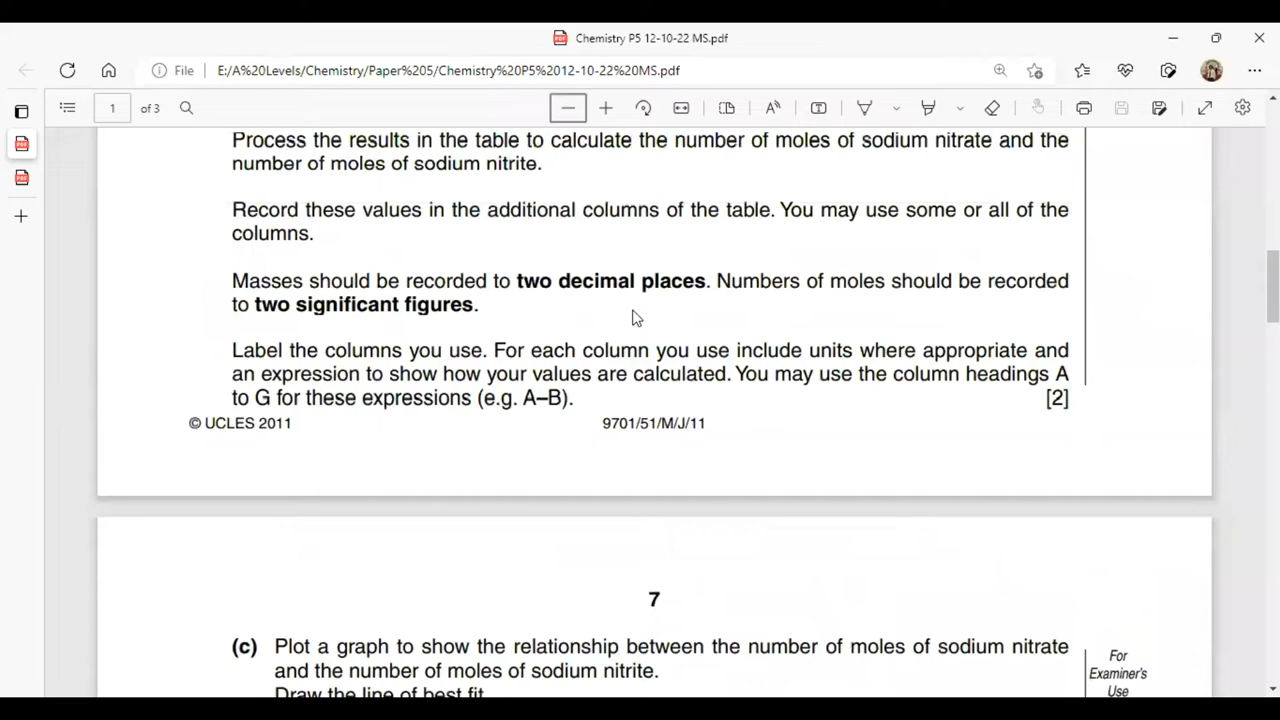 Chemistry P5 12-10-22 MS.pdf
File E:/A%20Levels/Chemistry/Paper%205/Chemistry%20P5%2012-10-22%20MS.pdf
1 of 3
Process the results in the table to calculate the number of moles of sodium nitrate and the
number of moles of sodium nitrite.
Record these values in the additional columns of the table. You may use some or all of the
columns.
Masses should be recorded to two decimal places. Numbers of moles should be recorded
to two significant figures.
Label the columns you use. For each column you use include units where appropriate and
an expression to show how your values are calculated. You may use the column headings A
to G for these expressions (e.g. A–B). [2]
© UCLES 2011 9701/51/M/J/11
7
(c) Plot a graph to show the relationship between the number of moles of sodium nitrate
and the number of moles of sodium nitrite.
Draw the line of best fit
For
Examiner's
Use